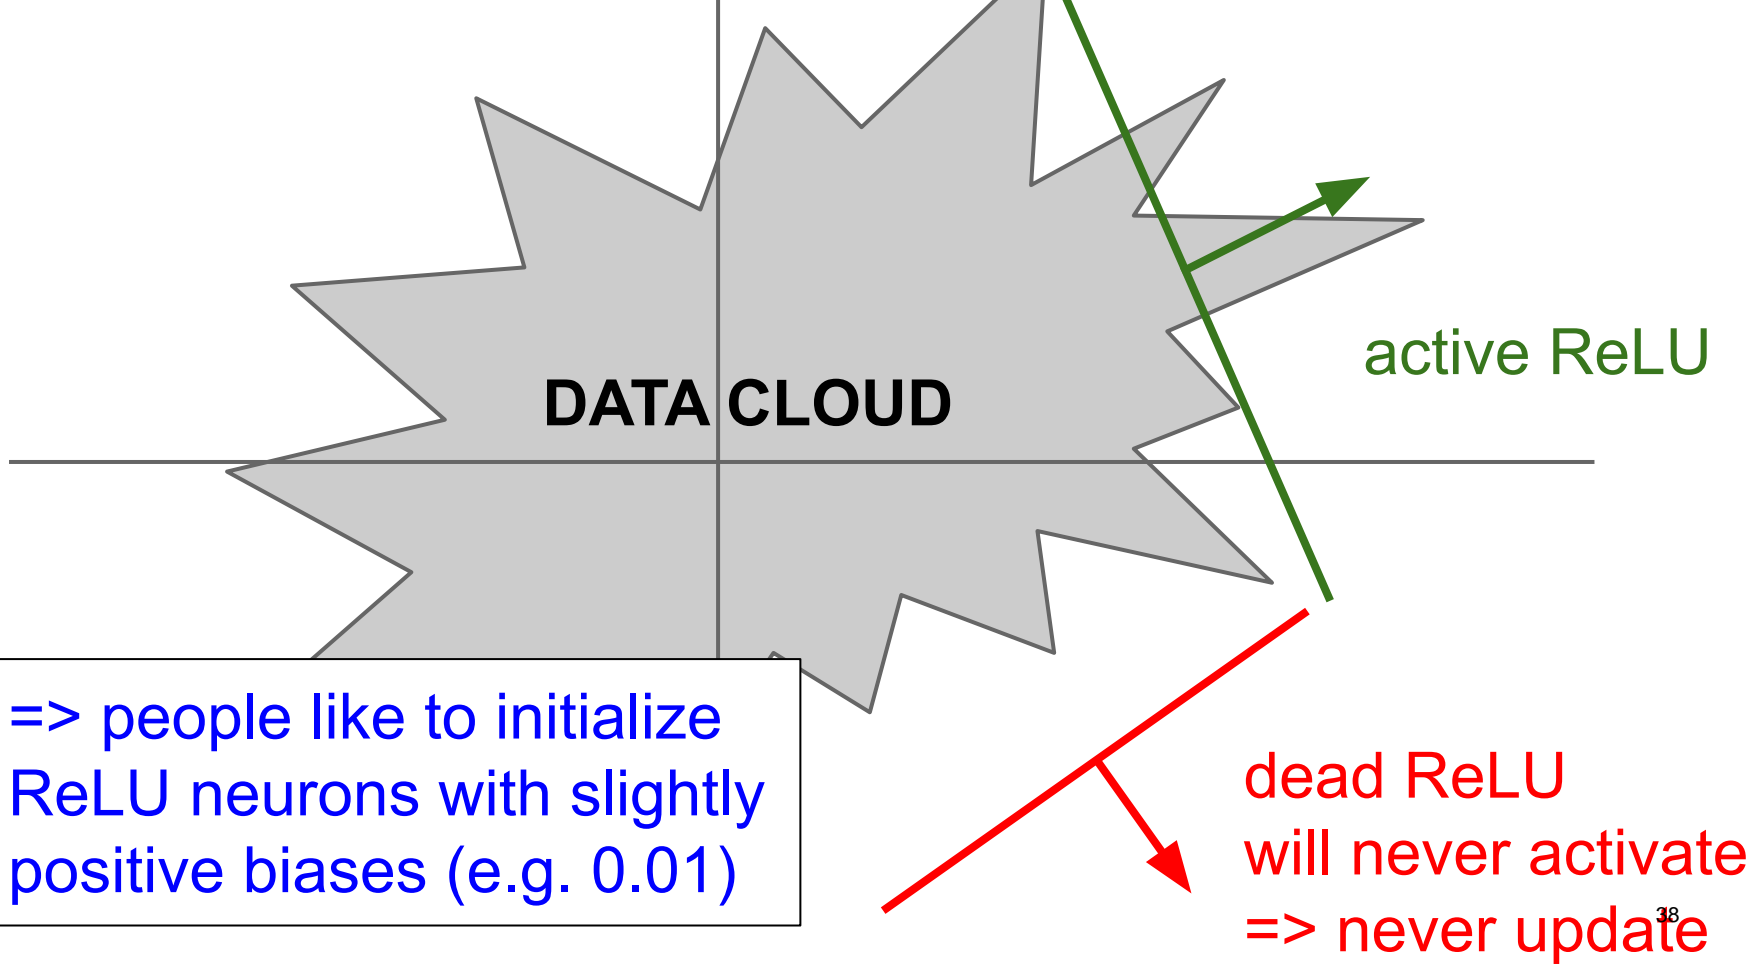 active ReLU
DATA CLOUD
=> people like to initialize
ReLU neurons with slightly
positive biases (e.g. 0.01)
dead ReLU
will never activate
=> never update
38